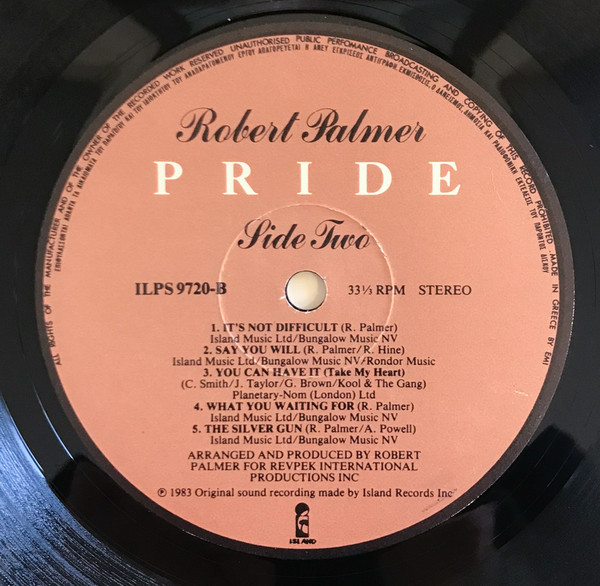 ALL RIGHTS OF THE MANUFACTURER AND OF THE OWNER OF THE RECORDED WORK RESERVED UNAUTHORISED PUBLIC PERFOMANCE BROADCASTING AND COPYING OF THIS RECORD PROHIBITED MADE IN GREECE BY EMI
Robert Palmer
PRIDE
Side Two
ILPS 9720-B
33⅓ RPM STEREO
1. IT'S NOT DIFFICULT (R. Palmer)
Island Music Ltd/Bungalow Music NV
2. SAY YOU WILL (R. Palmer/R. Hine)
Island Music Ltd/Bungalow Music NV/Rondor Music
3. YOU CAN HAVE IT (Take My Heart)
(C. Smith/J. Taylor/G. Brown/Kool & The Gang)
Planetary-Nom (London) Ltd
4. WHAT YOU WAITING FOR (R. Palmer)
Island Music Ltd/Bungalow Music NV
5. THE SILVER GUN (R. Palmer/A. Powell)
Island Music Ltd/Bungalow Music NV
ARRANGED AND PRODUCED BY ROBERT
PALMER FOR REVPEK INTERNATIONAL
PRODUCTIONS INC
℗ 1983 Original sound recording made by Island Records Inc
ISLAND